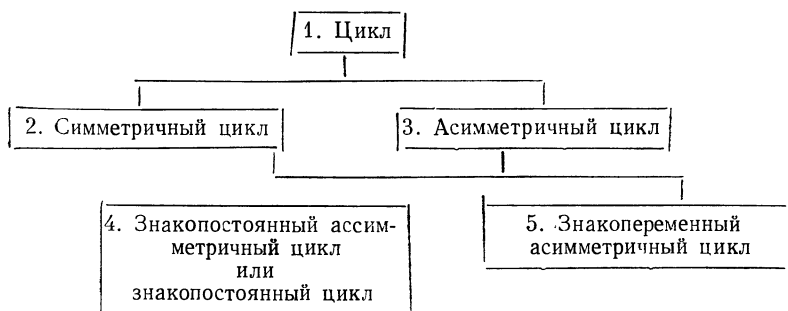 1. Цикл
2. Симметричный цикл
3. Асимметричный цикл
4. Знакопостоянный ассим-
метричный цикл
или
знакопостоянный цикл
5. Знакопеременный
асимметричный цикл